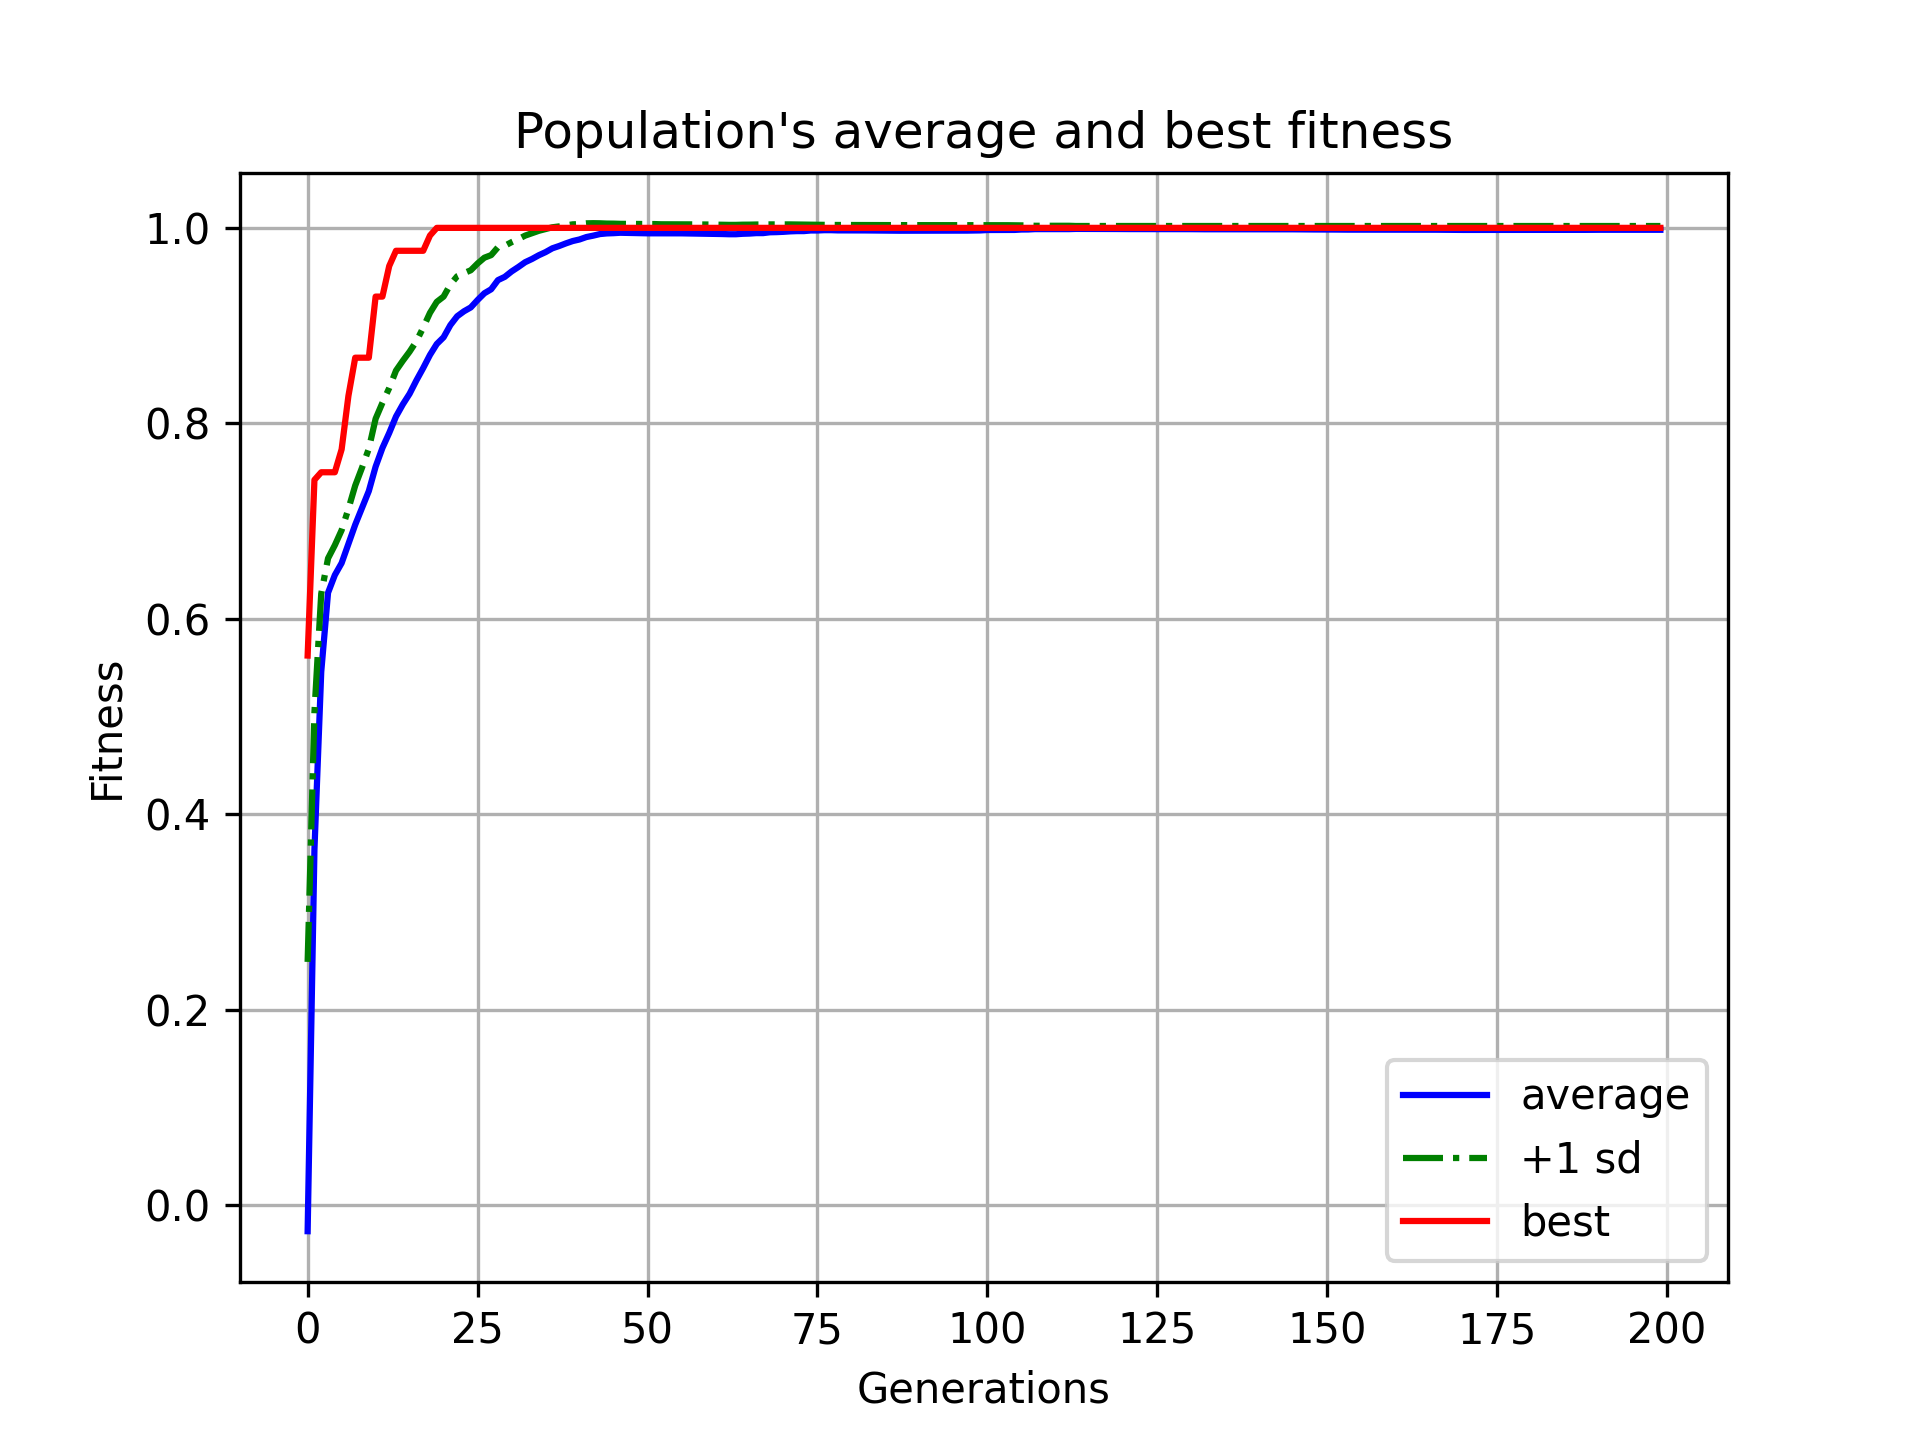 Population's average and best fitness
Fitness
1.0
0.8
0.6
0.4
0.2
0.0
average
+1 sd
best
0 25 50 75 100 125 150 175 200
Generations